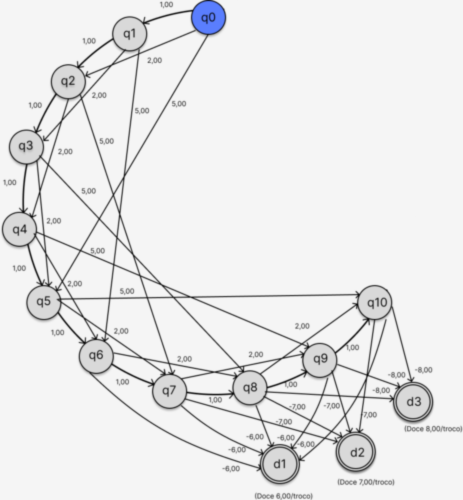 q0
1,00
q1
1,00
2,00
q2
2,00
5,00
5,00
1,00
q3
2,00
5,00
1,00
5,00
q4
2,00
5,00
1,00
2,00
5,00
q5
q10
1,00
2,00
2,00
1,00
q6
2,00
2,00
q9
1,00
q7
1,00
q8
1,00
-8,00
-8,00
-8,00
d3
-7,00
-7,00
-7,00
-7,00
(Doce 8,00/troco)
-6,00
-6,00
-6,00
-6,00
-6,00
d1
d2
(Doce 7,00/troco)
(Doce 6,00/troco)